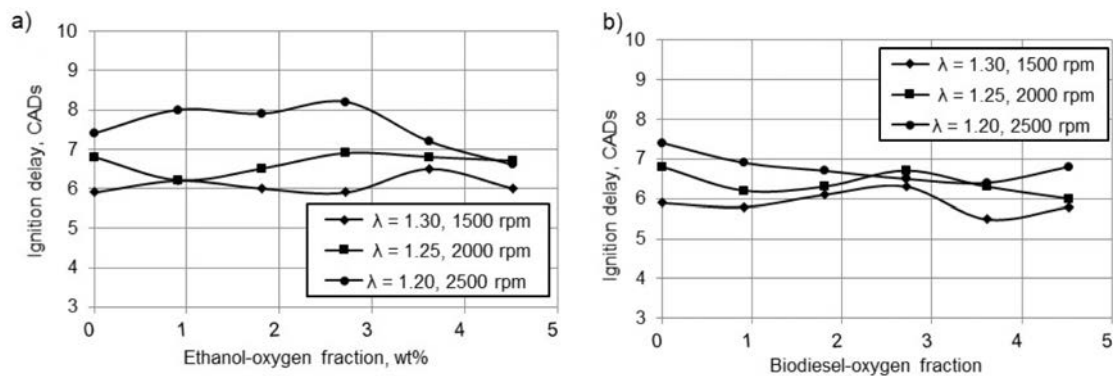 a)
Ignition delay, CADs
10
9
8
7
6
5
4
3
0 1 2 3 4 5
Ethanol-oxygen fraction, wt%
λ = 1.30, 1500 rpm
λ = 1.25, 2000 rpm
λ = 1.20, 2500 rpm
b)
Ignition delay, CADs
10
9
8
7
6
5
4
3
0 1 2 3 4 5
Biodiesel-oxygen fraction
λ = 1.30, 1500 rpm
λ = 1.25, 2000 rpm
λ = 1.20, 2500 rpm